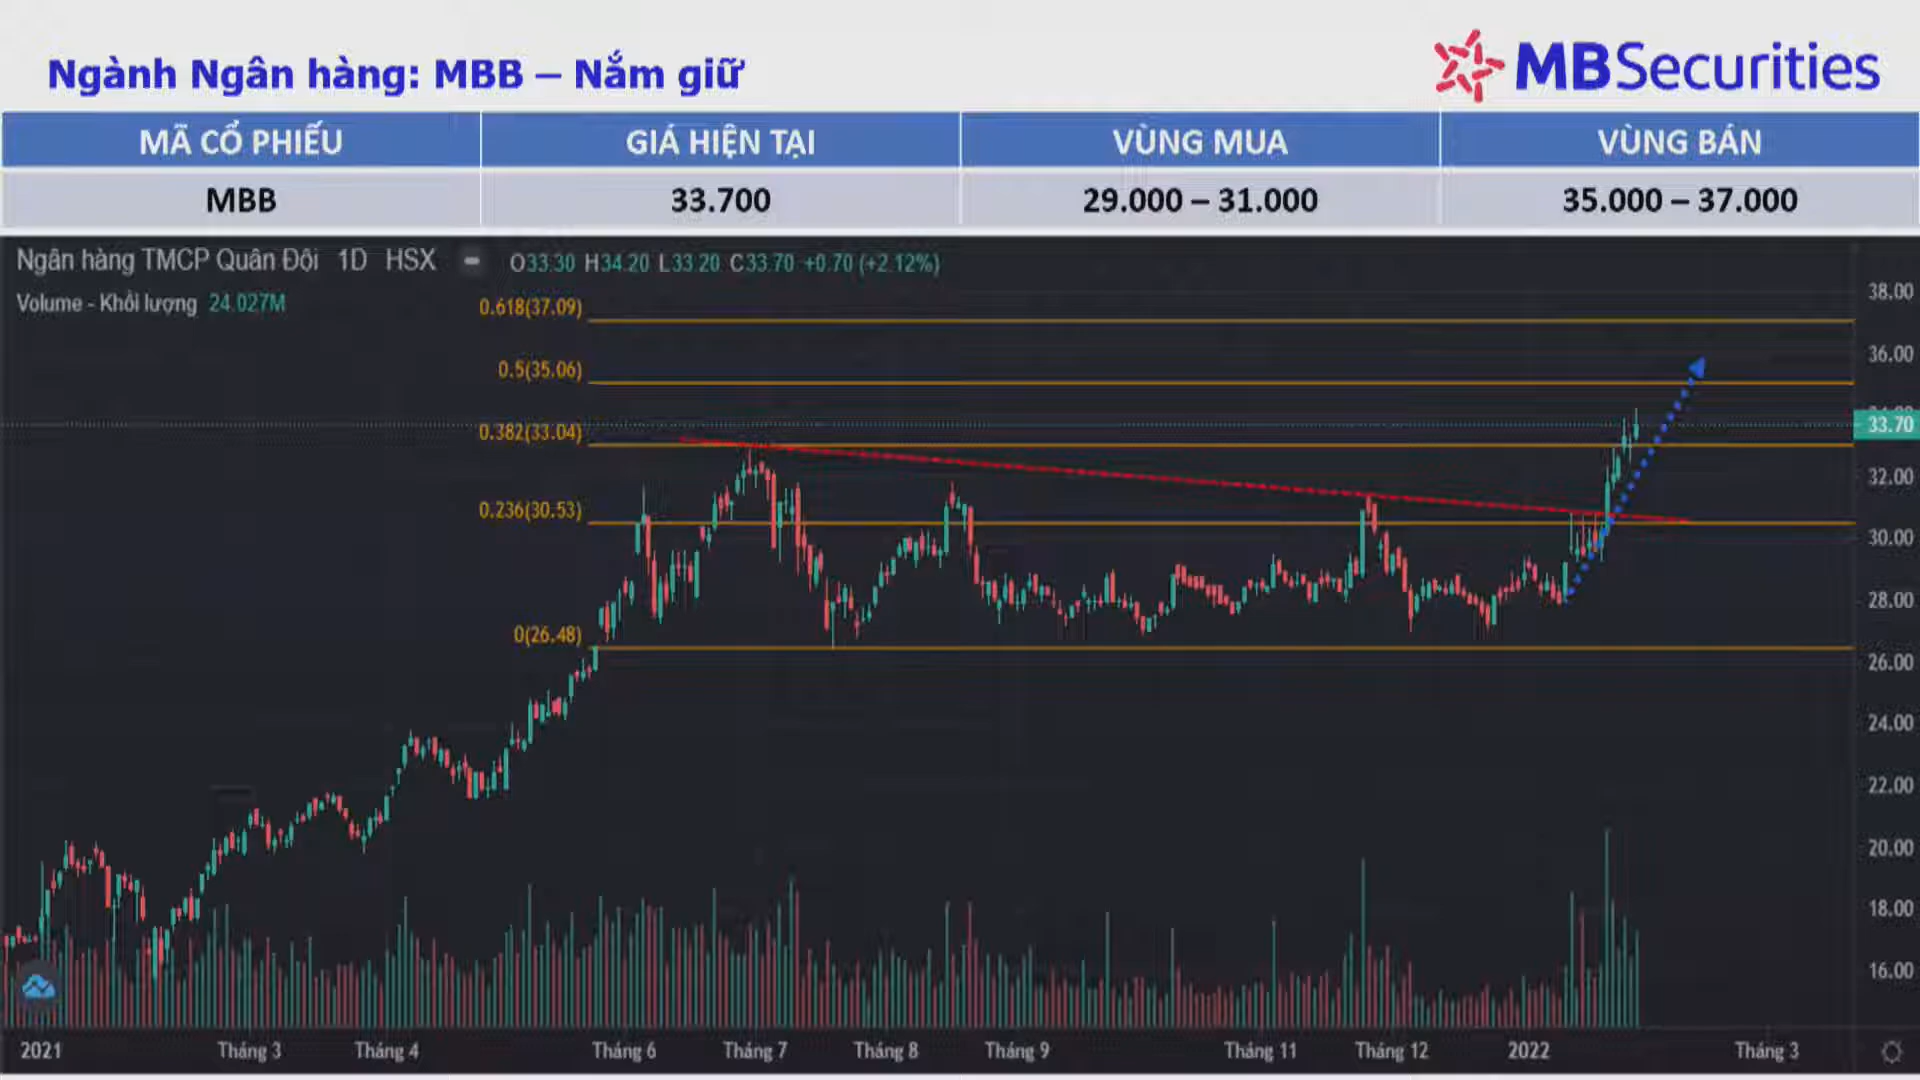 Ngành Ngân hàng: MBB – Nắm giữ
MBSecurities
MÃ CỔ PHIẾU GIÁ HIỆN TẠI VÙNG MUA VÙNG BÁN
MBB 33.700 29.000 – 31.000 35.000 – 37.000
Ngân hàng TMCP Quân Đội 1D HSX O33.30 H34.20 L33.20 C33.70 +0.70 (+2.12%)
Volume - Khối lượng 24.027M
0.618(37.09)
0.5(35.06)
0.382(33.04)
0.236(30.53)
0(26.48)
38.00
36.00
33.70
32.00
30.00
28.00
26.00
24.00
22.00
20.00
18.00
16.00
2021 Tháng 3 Tháng 4 Tháng 6 Tháng 7 Tháng 8 Tháng 9 Tháng 11 Tháng 12 2022 Tháng 3